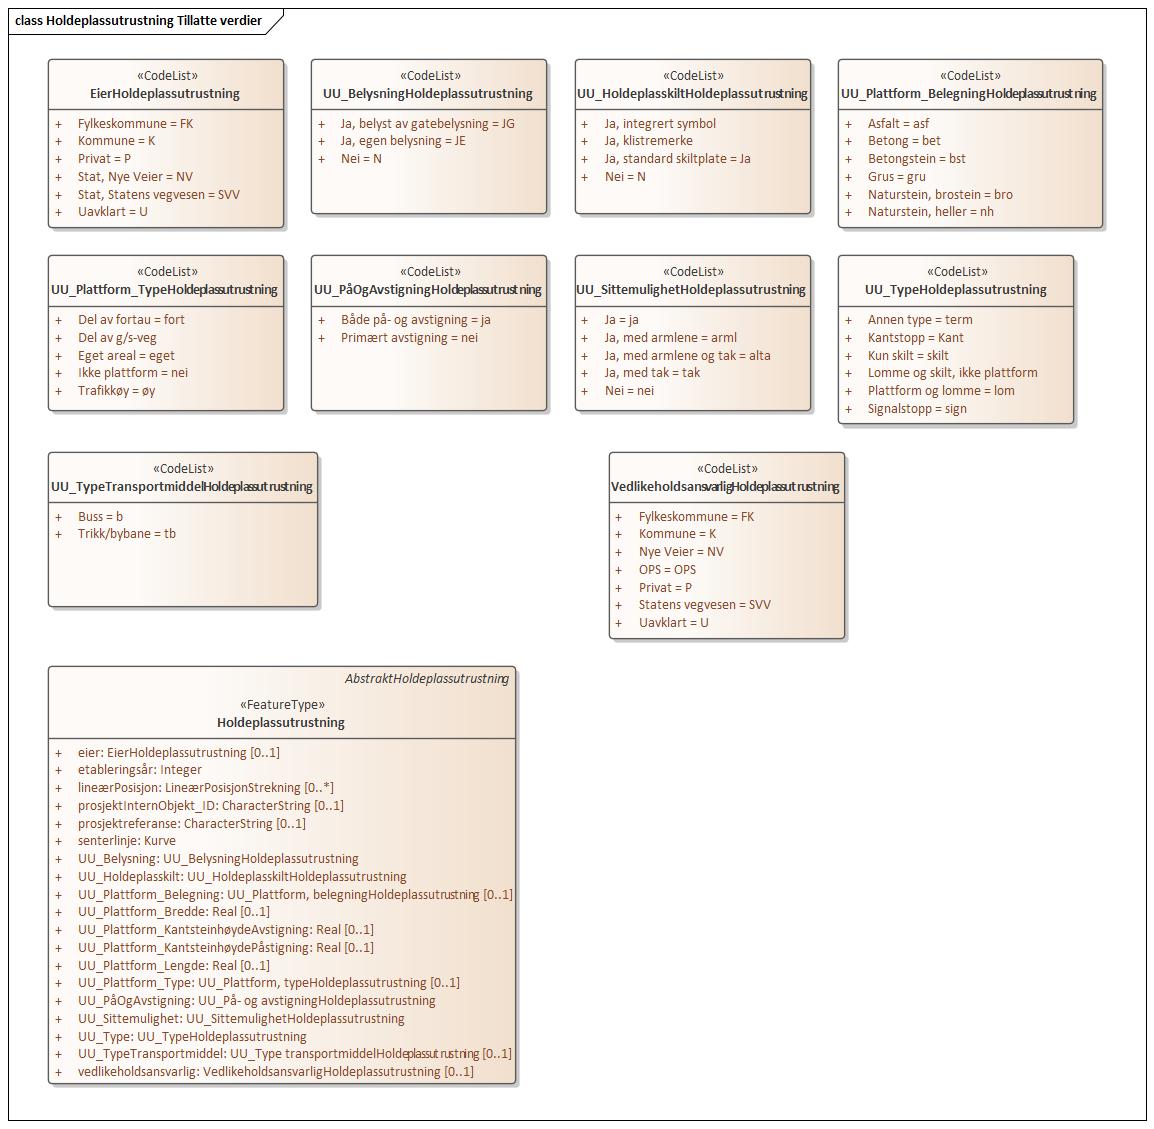 class Holdeplassutrustning Tillatte verdier
«CodeList»
EierHoldeplassutrustning
+ Fylkeskommune = FK
+ Kommune = K
+ Privat = P
+ Stat, Nye Veier = NV
+ Stat, Statens vegvesen = SVV
+ Uavklart = U
«CodeList»
UU_BelysningHoldeplassutrustning
+ Ja, belyst av gatebelysning = JG
+ Ja, egen belysning = JE
+ Nei = N
«CodeList»
UU_HoldeplasskiltHoldeplassutrustning
+ Ja, integrert symbol
+ Ja, klistremerke
+ Ja, standard skiltplate = Ja
+ Nei = N
«CodeList»
UU_Plattform_BelegningHoldeplassutrustning
+ Asfalt = asf
+ Betong = bet
+ Betongstein = bst
+ Grus = gru
+ Naturstein, brostein = bro
+ Naturstein, heller = nh
«CodeList»
UU_Plattform_TypeHoldeplassutrustning
+ Del av fortau = fort
+ Del av g/s-veg
+ Eget areal = eget
+ Ikke plattform = nei
+ Trafikkøy = øy
«CodeList»
UU_PåOgAvstigningHoldeplassutrustning
+ Både på- og avstigning = ja
+ Primært avstigning = nei
«CodeList»
UU_SittemulighetHoldeplassutrustning
+ Ja = ja
+ Ja, med armlene = arml
+ Ja, med armlene og tak = alta
+ Ja, med tak = tak
+ Nei = nei
«CodeList»
UU_TypeHoldeplassutrustning
+ Annen type = term
+ Kantstopp = Kant
+ Kun skilt = skilt
+ Lomme og skilt, ikke plattform
+ Plattform og lomme = lom
+ Signalstopp = sign
«CodeList»
UU_TypeTransportmiddelHoldeplassutrustning
+ Buss = b
+ Trikk/bybane = tb
«CodeList»
VedlikeholdsansvarligHoldeplassutrustning
+ Fylkeskommune = FK
+ Kommune = K
+ Nye Veier = NV
+ OPS = OPS
+ Privat = P
+ Statens vegvesen = SVV
+ Uavklart = U
AbstraktHoldeplassutrustning
«FeatureType»
Holdeplassutrustning
+ eier: EierHoldeplassutrustning [0..1]
+ etableringsår: Integer
+ lineærPosisjon: LineærPosisjonStrekning [0..*]
+ prosjektInternObjekt_ID: CharacterString [0..1]
+ prosjektreferanse: CharacterString [0..1]
+ senterlinje: Kurve
+ UU_Belysning: UU_BelysningHoldeplassutrustning
+ UU_Holdeplasskilt: UU_HoldeplasskiltHoldeplassutrustning
+ UU_Plattform_Belegning: UU_Plattform, belegningHoldeplassutrustning [0..1]
+ UU_Plattform_Bredde: Real [0..1]
+ UU_Plattform_KantsteinhøydeAvstigning: Real [0..1]
+ UU_Plattform_KantsteinhøydePåstigning: Real [0..1]
+ UU_Plattform_Lengde: Real [0..1]
+ UU_Plattform_Type: UU_Plattform, typeHoldeplassutrustning [0..1]
+ UU_PåOgAvstigning: UU_På- og avstigningHoldeplassutrustning
+ UU_Sittemulighet: UU_SittemulighetHoldeplassutrustning
+ UU_Type: UU_TypeHoldeplassutrustning
+ UU_TypeTransportmiddel: UU_Type transportmiddelHoldeplassutrustning [0..1]
+ vedlikeholdsansvarlig: VedlikeholdsansvarligHoldeplassutrustning [0..1]